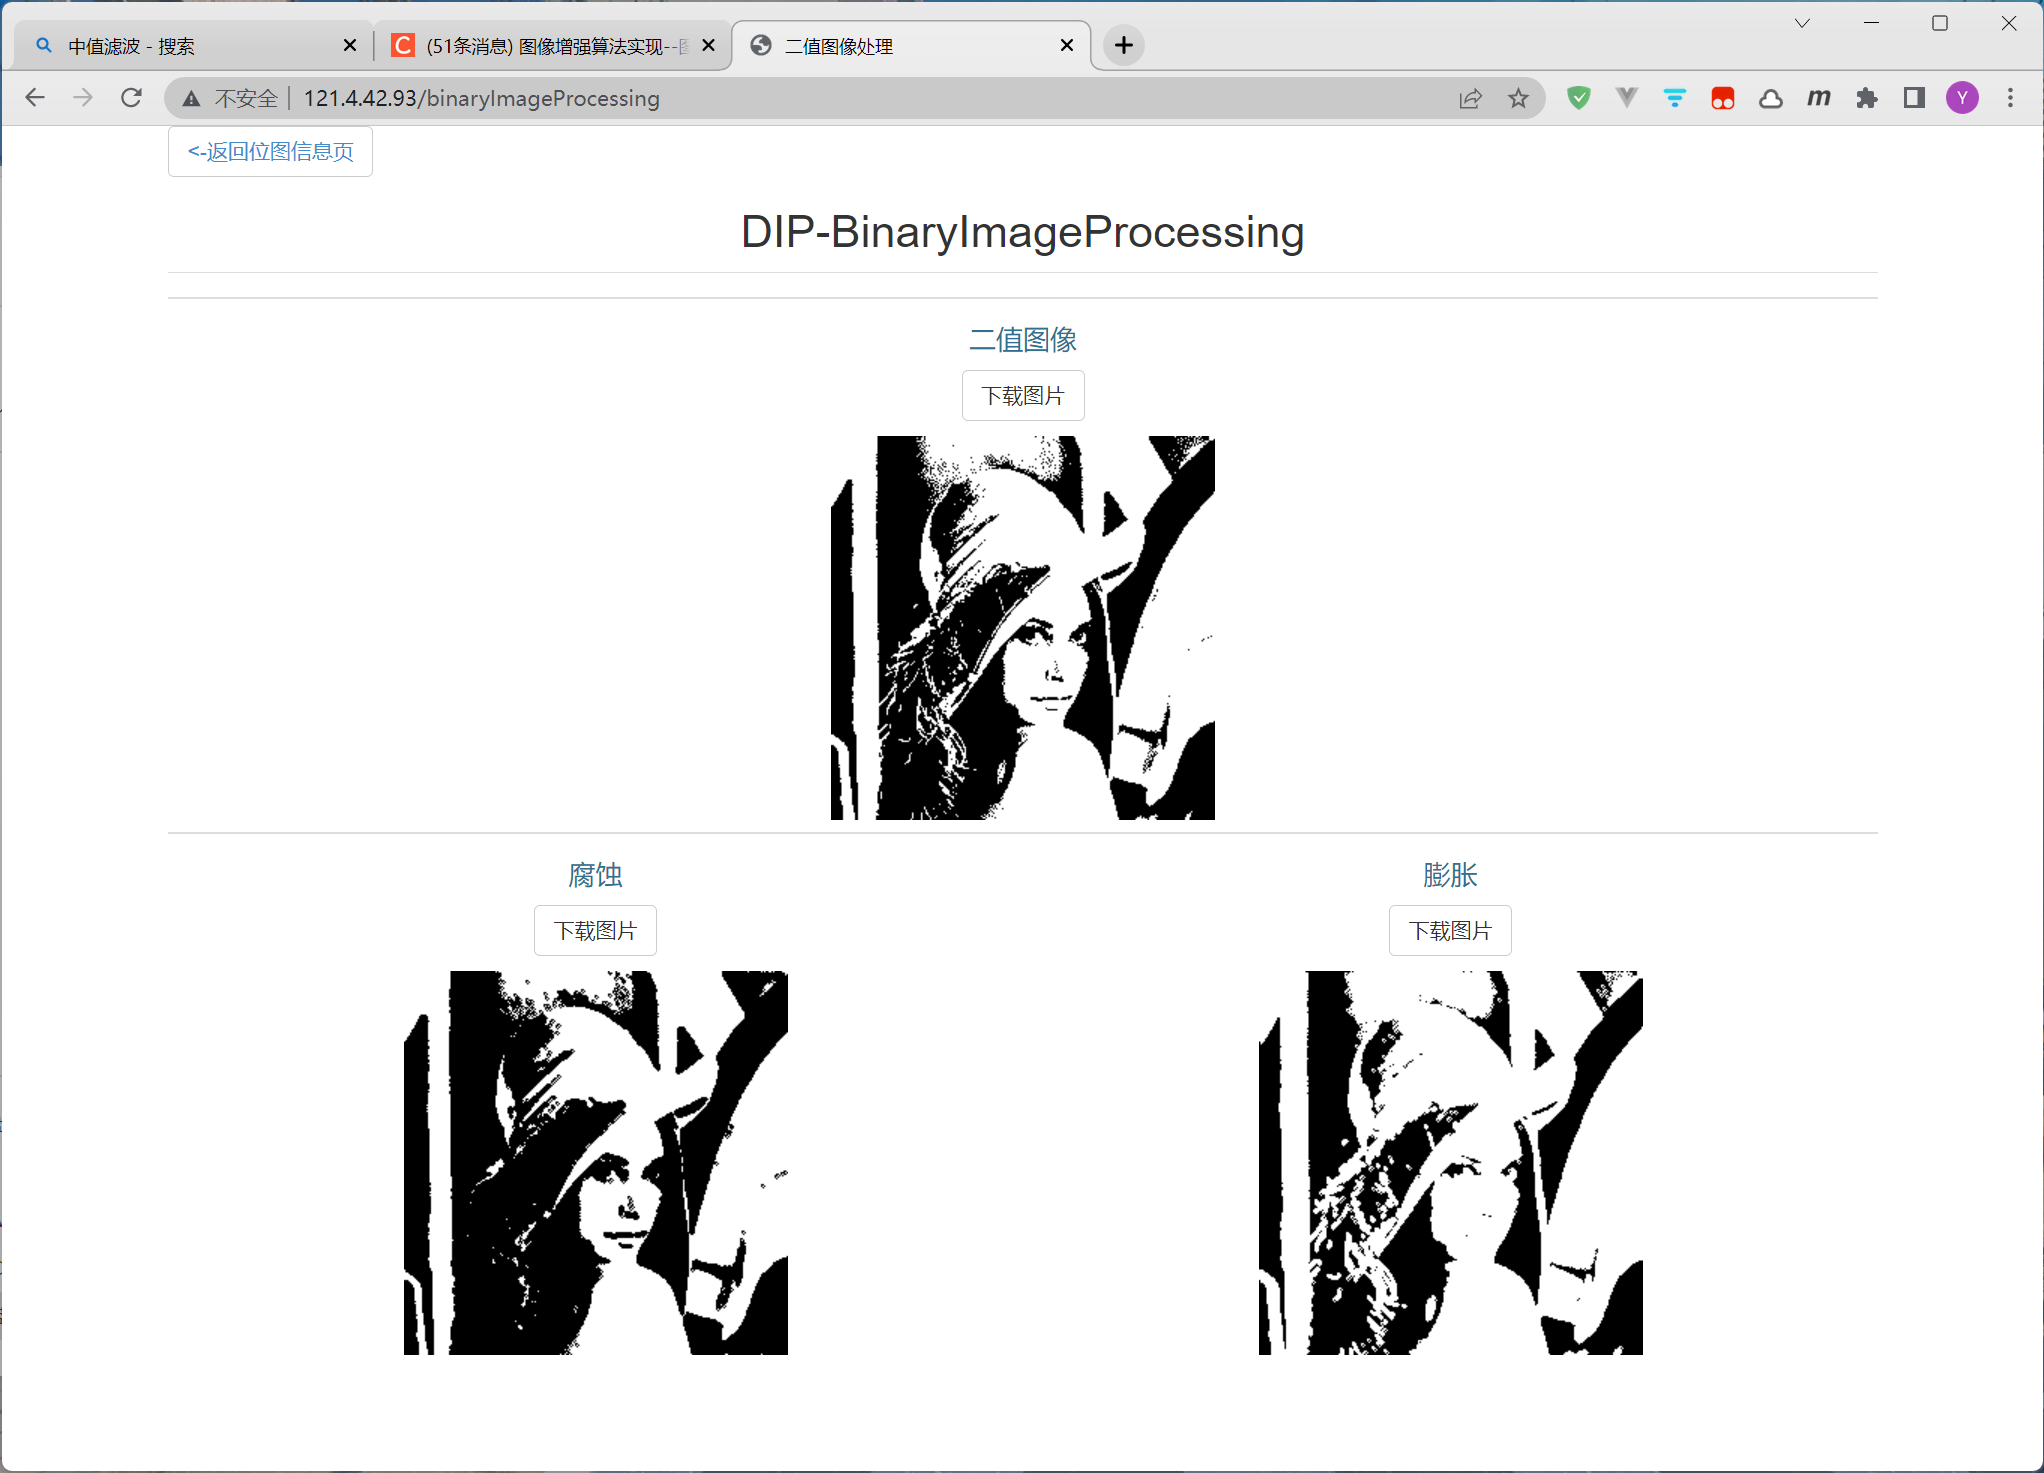 中值滤波 - 搜索
(51条消息) 图像增强算法实现--
二值图像处理
不安全
121.4.42.93/binaryImageProcessing
m
Y
<-返回位图信息页
DIP-BinaryImageProcessing
二值图像
下载图片
腐蚀
膨胀
下载图片
下载图片